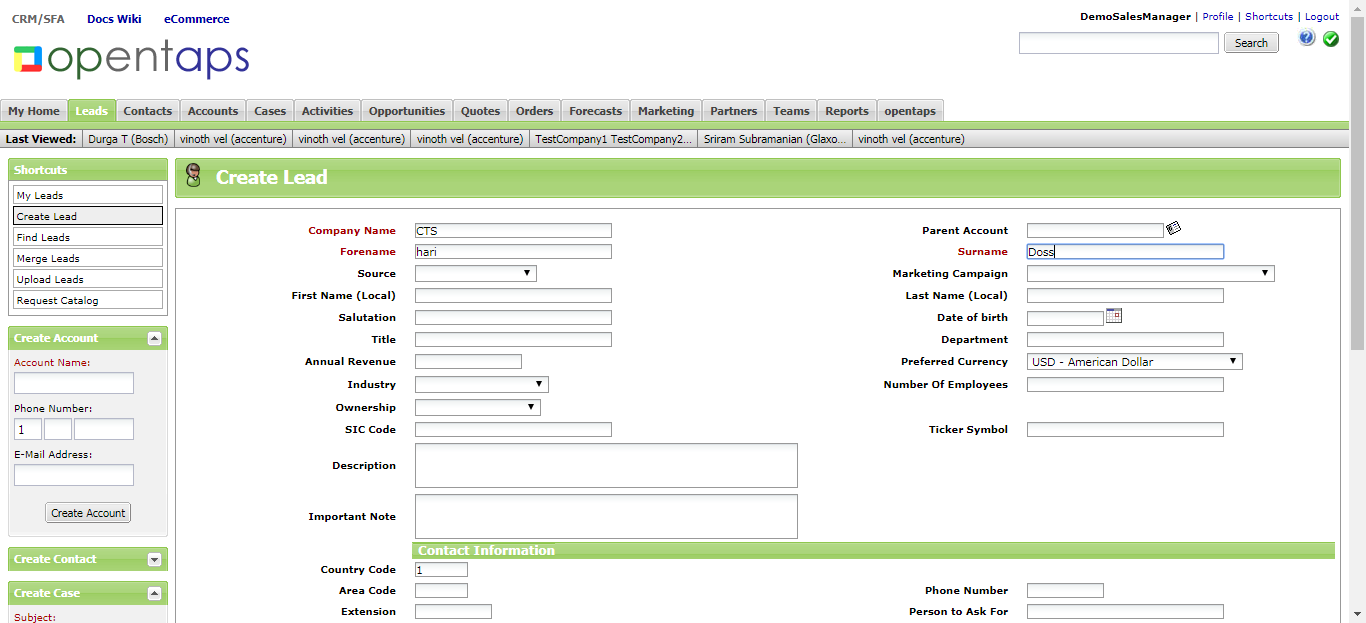 CRM/SFA Docs Wiki eCommerce
DemoSalesManager | Profile | Shortcuts | Logout
opentaps
Search
My Home Leads Contacts Accounts Cases Activities Opportunities Quotes Orders Forecasts Marketing Partners Teams Reports opentaps
Last Viewed: Durga T (Bosch) vinoth vel (accenture) vinoth vel (accenture) vinoth vel (accenture) TestCompany1 TestCompany2... Sriram Subramanian (Glaxo... vinoth vel (accenture)
Shortcuts
My Leads
Create Lead
Find Leads
Merge Leads
Upload Leads
Request Catalog
Create Account
Account Name:
Phone Number:
1
E-Mail Address:
Create Account
Create Contact
Create Case
Subject:
Create Lead
Company Name CTS Parent Account
Forename hari Surname Doss
Source Marketing Campaign
First Name (Local) Last Name (Local)
Salutation Date of birth
Title Department
Annual Revenue Preferred Currency USD - American Dollar
Industry Number Of Employees
Ownership
SIC Code Ticker Symbol
Description
Important Note
Contact Information
Country Code 1
Area Code Phone Number
Extension Person to Ask For